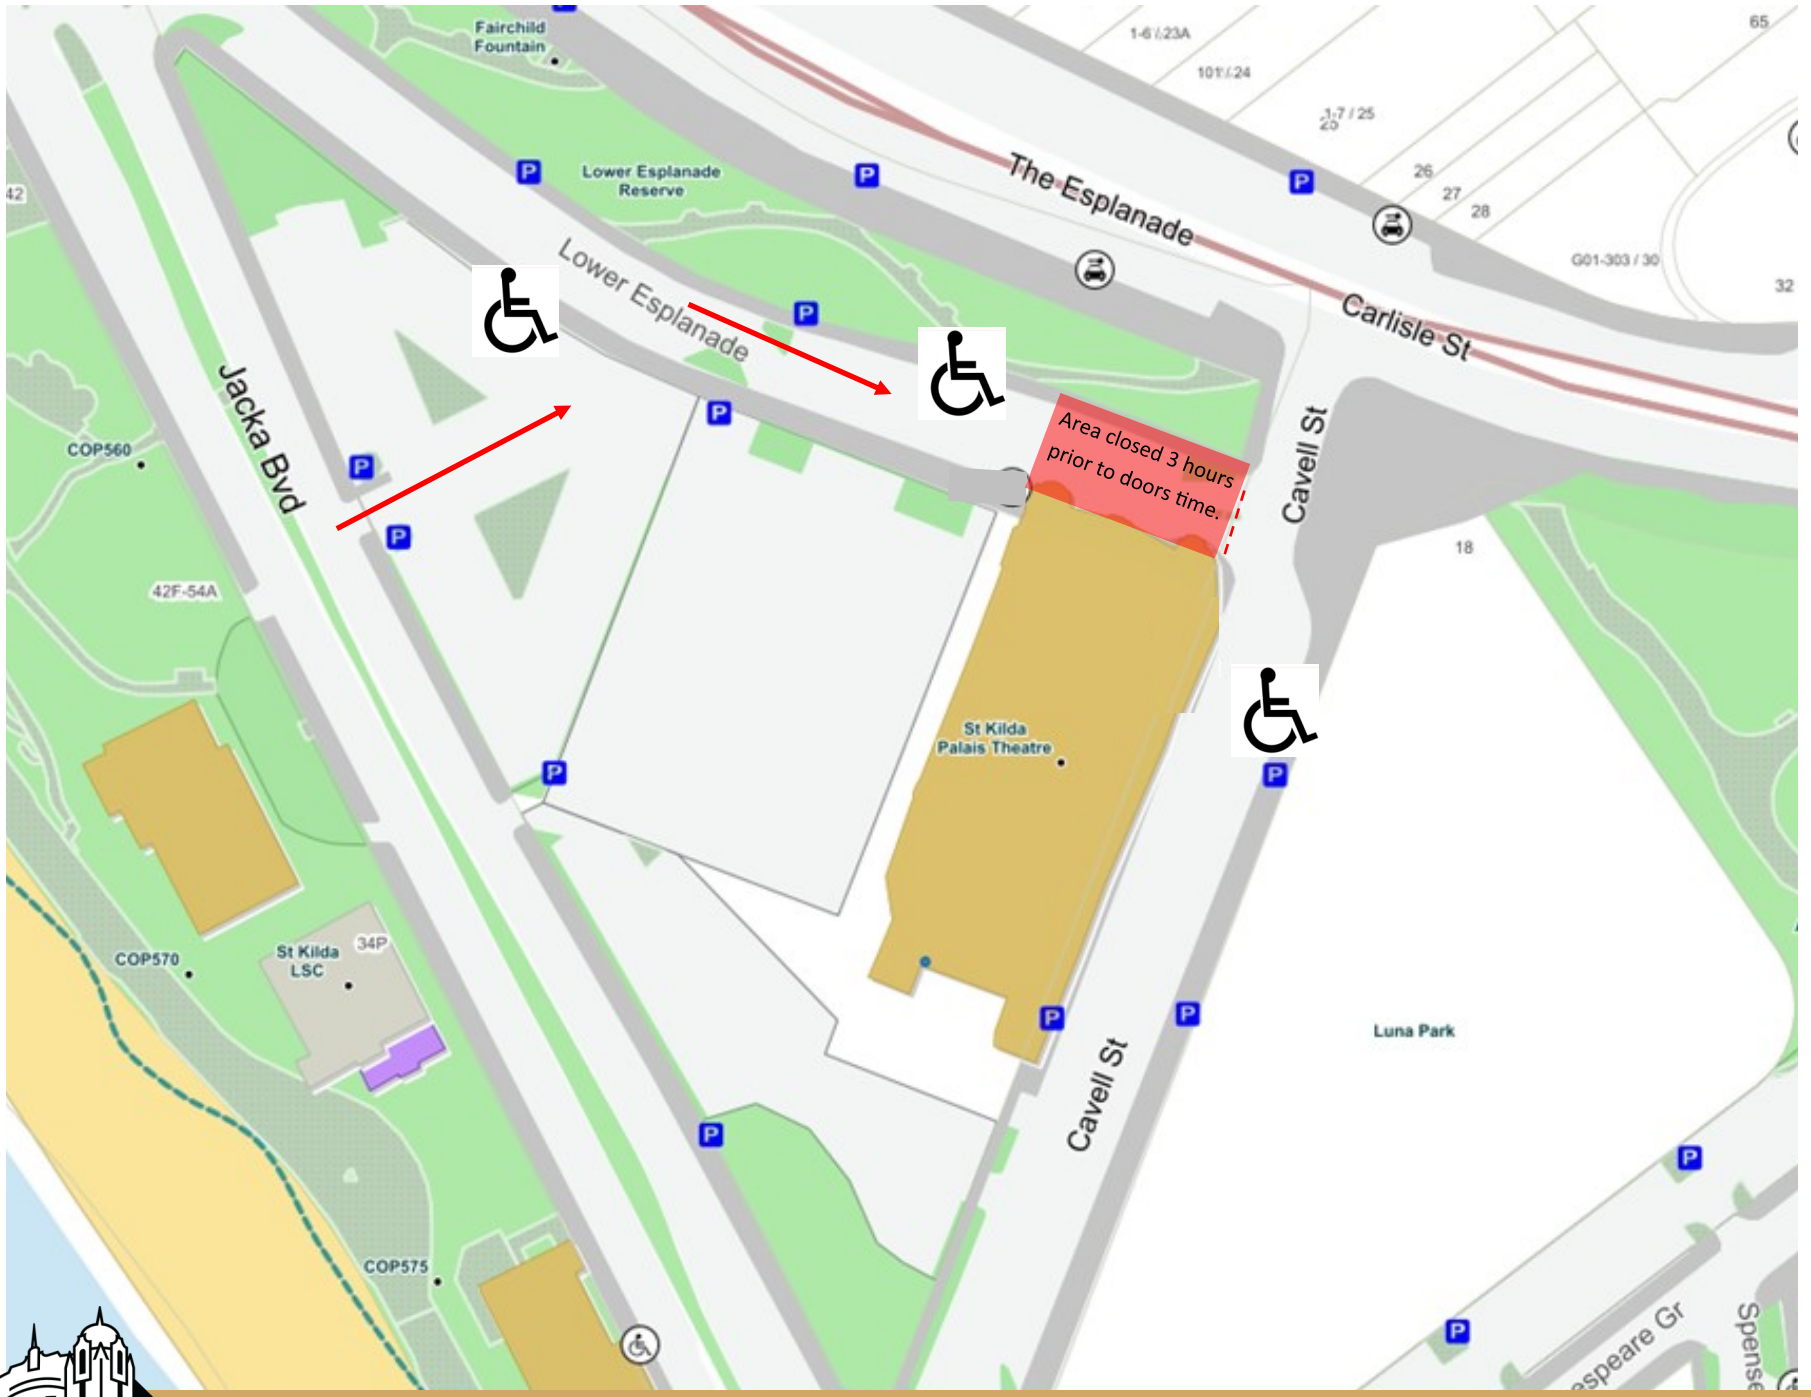 Fairchild
Fountain
1-6 / 23A
65
101 / 24
1-7 / 25
25
P
P
P
P
Lower Esplanade
Reserve
The Esplanade
26
27
28
42
G01-303 / 30
32
Lower Esplanade
P
Carlisle St
Jacka Bvd
P
Area closed 3 hours
prior to doors time.
Cavell St
COP560
P
P
18
42F-54A
St Kilda
Palais Theatre
P
P
34P
St Kilda
LSC
COP570
P
P
Luna Park
Cavell St
P
P
COP575
P
espeare Gr
Spense